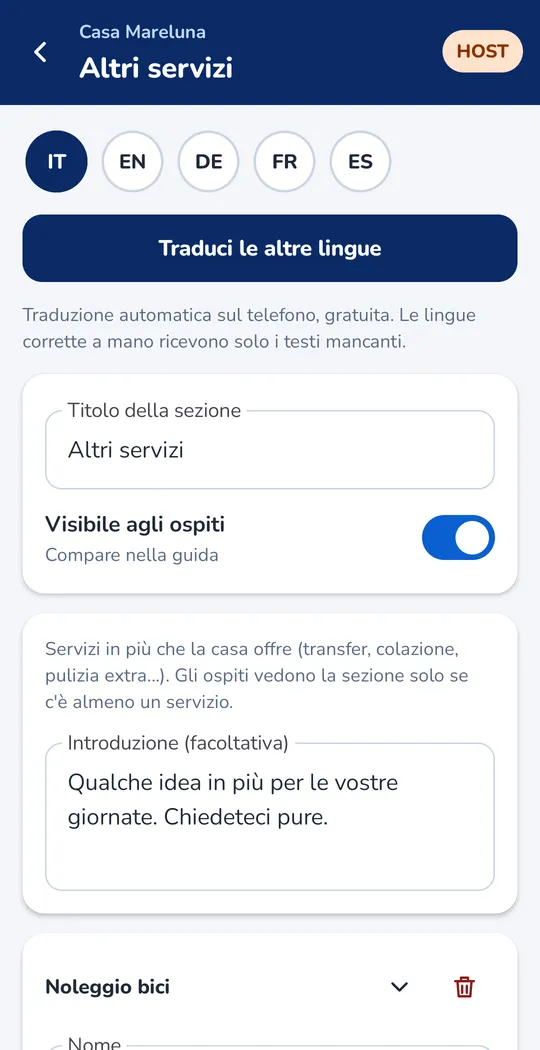 Casa Mareluna
Altri servizi
HOST
IT
EN
DE
FR
ES
Traduci le altre lingue
Traduzione automatica sul telefono, gratuita. Le lingue
corrette a mano ricevono solo i testi mancanti.
Titolo della sezione
Altri servizi
Visibile agli ospiti
Compare nella guida
Servizi in più che la casa offre (transfer, colazione,
pulizia extra…). Gli ospiti vedono la sezione solo se
c'è almeno un servizio.
Introduzione (facoltativa)
Qualche idea in più per le vostre
giornate. Chiedeteci pure.
Noleggio bici
Nome